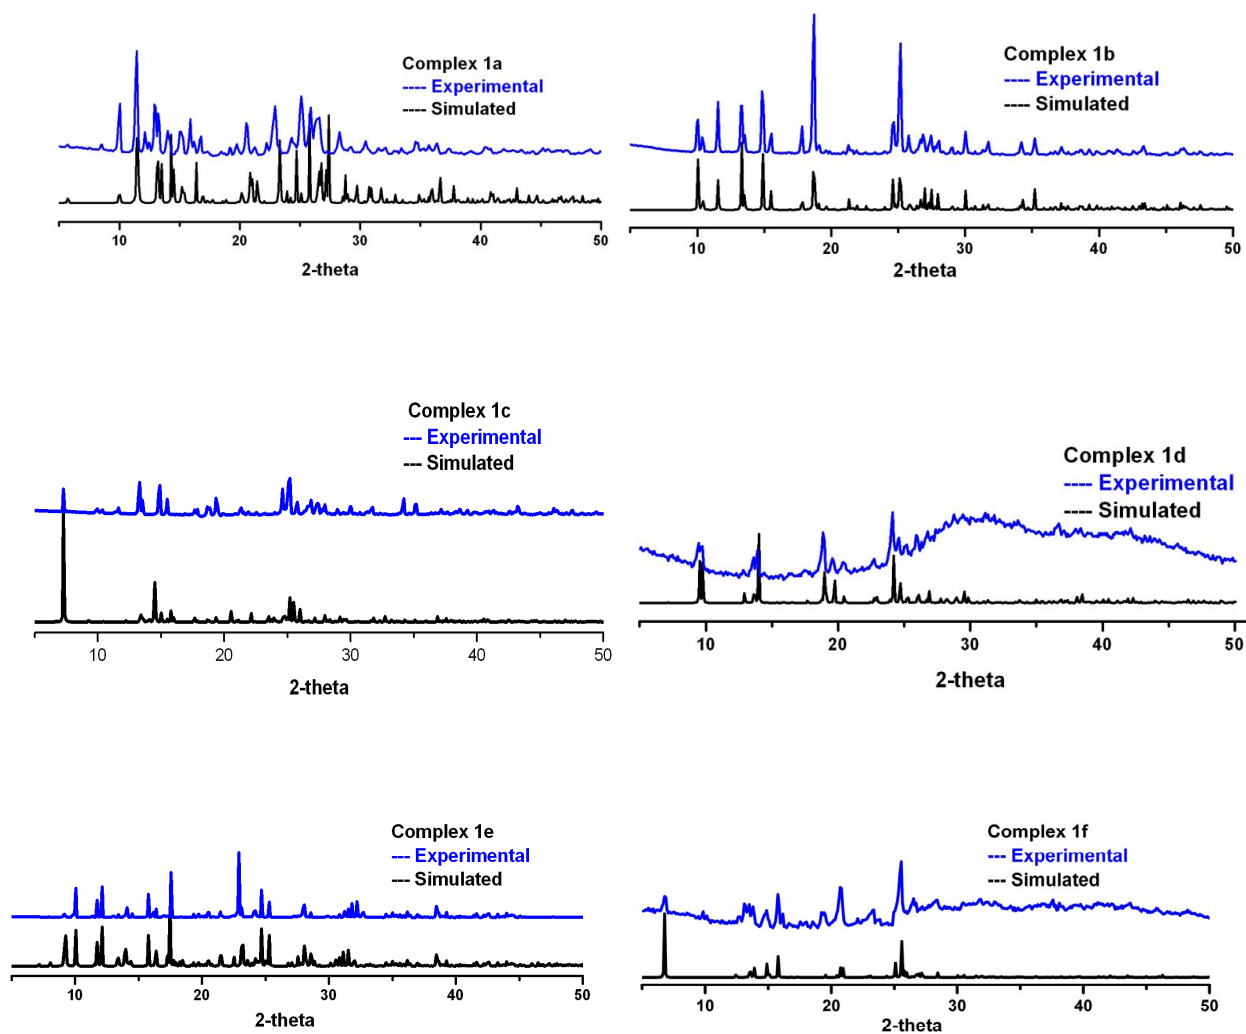 Complex 1a
---- Experimental
---- Simulated
10 20 30 40 50
2-theta
Complex 1b
---- Experimental
---- Simulated
10 20 30 40 50
2-theta
Complex 1c
--- Experimental
--- Simulated
10 20 30 40 50
2-theta
Complex 1d
---- Experimental
---- Simulated
10 20 30 40 50
2-theta
Complex 1e
--- Experimental
--- Simulated
10 20 30 40 50
2-theta
Complex 1f
--- Experimental
--- Simulated
10 20 30 40 50
2-theta